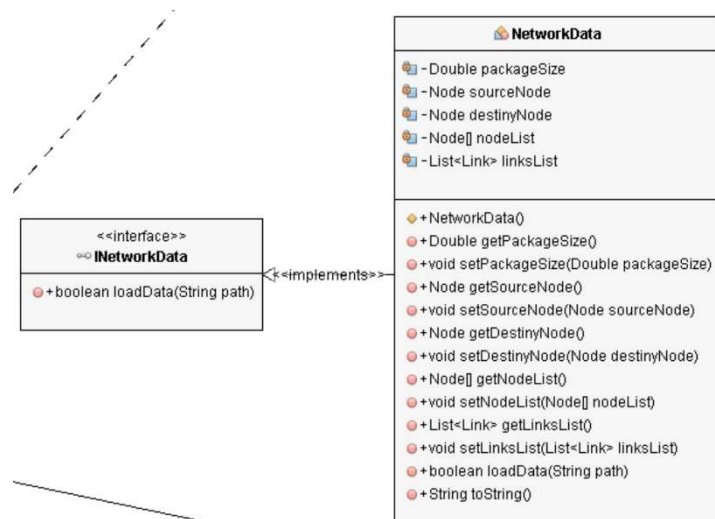 NetworkData
-Double packageSize
-Node sourceNode
-Node destinyNode
-Node[] nodeList
-List<Link> linksList
<<interface>>
INetworkData
+boolean loadData(String path)
<<implements>>
+NetworkData()
+Double getPackageSize()
+void setPackageSize(Double packageSize)
+Node getSourceNode()
+void setSourceNode(Node sourceNode)
+Node getDestinyNode()
+void setDestinyNode(Node destinyNode)
+Node[] getNodeList()
+void setNodeList(Node[] nodeList)
+List<Link> getLinksList()
+void setLinksList(List<Link> linksList)
+boolean loadData(String path)
+String toString()